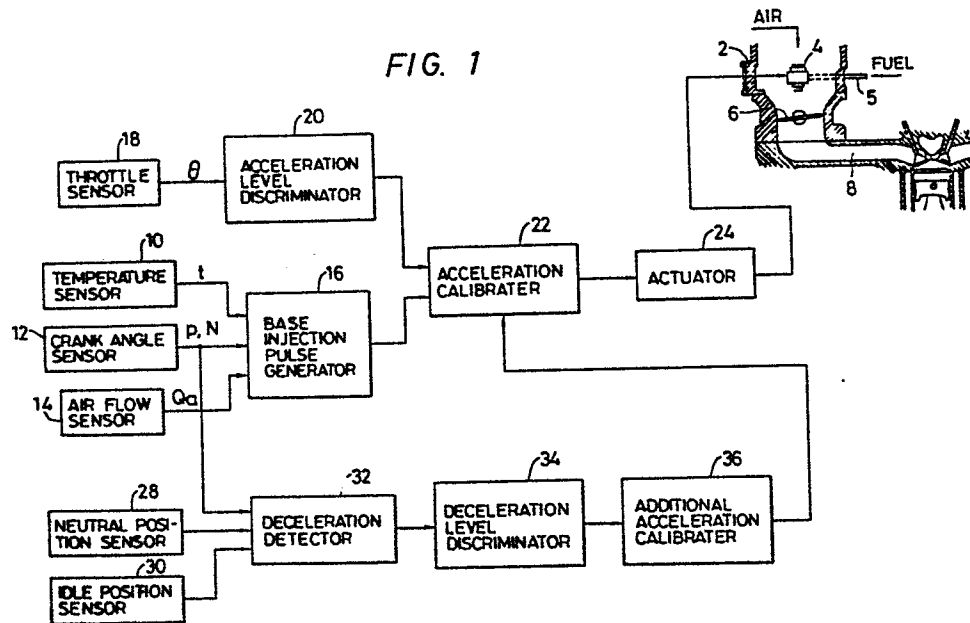 FIG. 1
AIR
2
4
FUEL
5
6
8
18
THROTTLE
SENSOR
θ
20
ACCELERATION
LEVEL
DISCRIMINATOR
10
TEMPERATURE
SENSOR
t
12
CRANK ANGLE
SENSOR
P, N
14
AIR FLOW
SENSOR
Qa
16
BASE
INJECTION
PULSE
GENERATOR
22
ACCELERATION
CALIBRATER
24
ACTUATOR
28
NEUTRAL POSI-
TION SENSOR
30
IDLE POSITION
SENSOR
32
DECELERATION
DETECTOR
34
DECELERATION
LEVEL
DISCRIMINATOR
36
ADDITIONAL
ACCELERATION
CALIBRATER